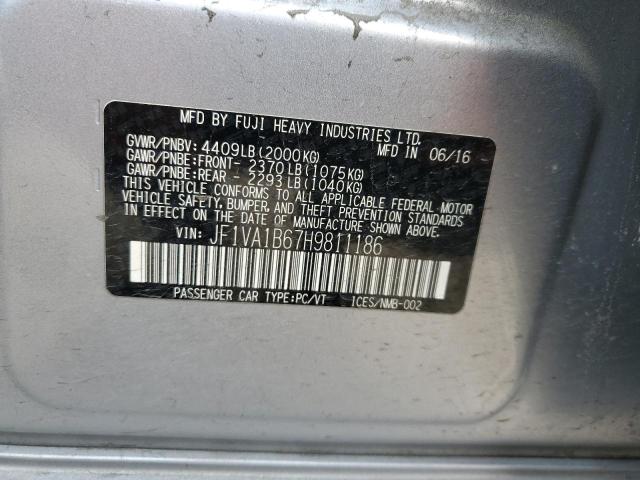 MFD BY FUJI HEAVY INDUSTRIES LTD.
GVWR/PNBV: 4409LB(2000KG) MFD IN 06/16
GAWR/PNBE:FRONT- 2370LB(1075KG)
GAWR/PNBE:REAR - 2293LB(1040KG)
THIS VEHICLE CONFORMS TO ALL APPLICABLE FEDERAL MOTOR
VEHICLE SAFETY, BUMPER, AND THEFT PREVENTION STANDARDS
IN EFFECT ON THE DATE OF MANUFACTURE SHOWN ABOVE.
VIN: JF1VA1B67H9811186
PASSENGER CAR TYPE:PC/VT ICES/NMB-002